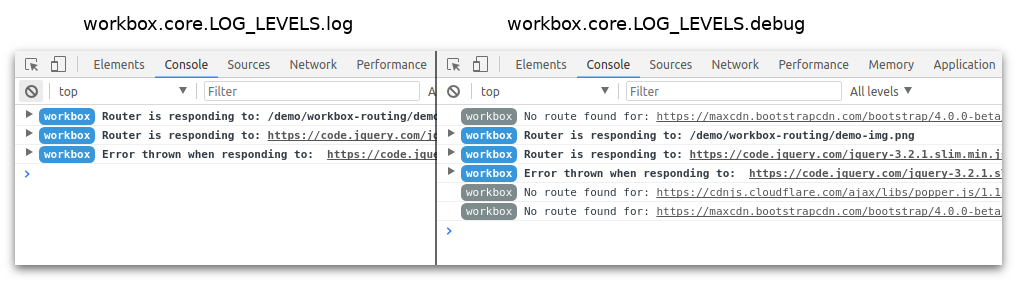 workbox.core.LOG_LEVELS.log
Elements Console Sources Network Performance
top Filter A
workbox Router is responding to: /demo/workbox-routing/demo
workbox Router is responding to: https://code.jquery.com/jq
workbox Error thrown when responding to: https://code.jque
workbox.core.LOG_LEVELS.debug
Elements Console Sources Network Performance Memory Application
top Filter All levels
workbox No route found for: https://maxcdn.bootstrapcdn.com/bootstrap/4.0.0-beta/
workbox Router is responding to: /demo/workbox-routing/demo-img.png
workbox Router is responding to: https://code.jquery.com/jquery-3.2.1.slim.min.j
workbox Error thrown when responding to: https://code.jquery.com/jquery-3.2.1.s
workbox No route found for: https://cdnjs.cloudflare.com/ajax/libs/popper.js/1.1
workbox No route found for: https://maxcdn.bootstrapcdn.com/bootstrap/4.0.0-beta/